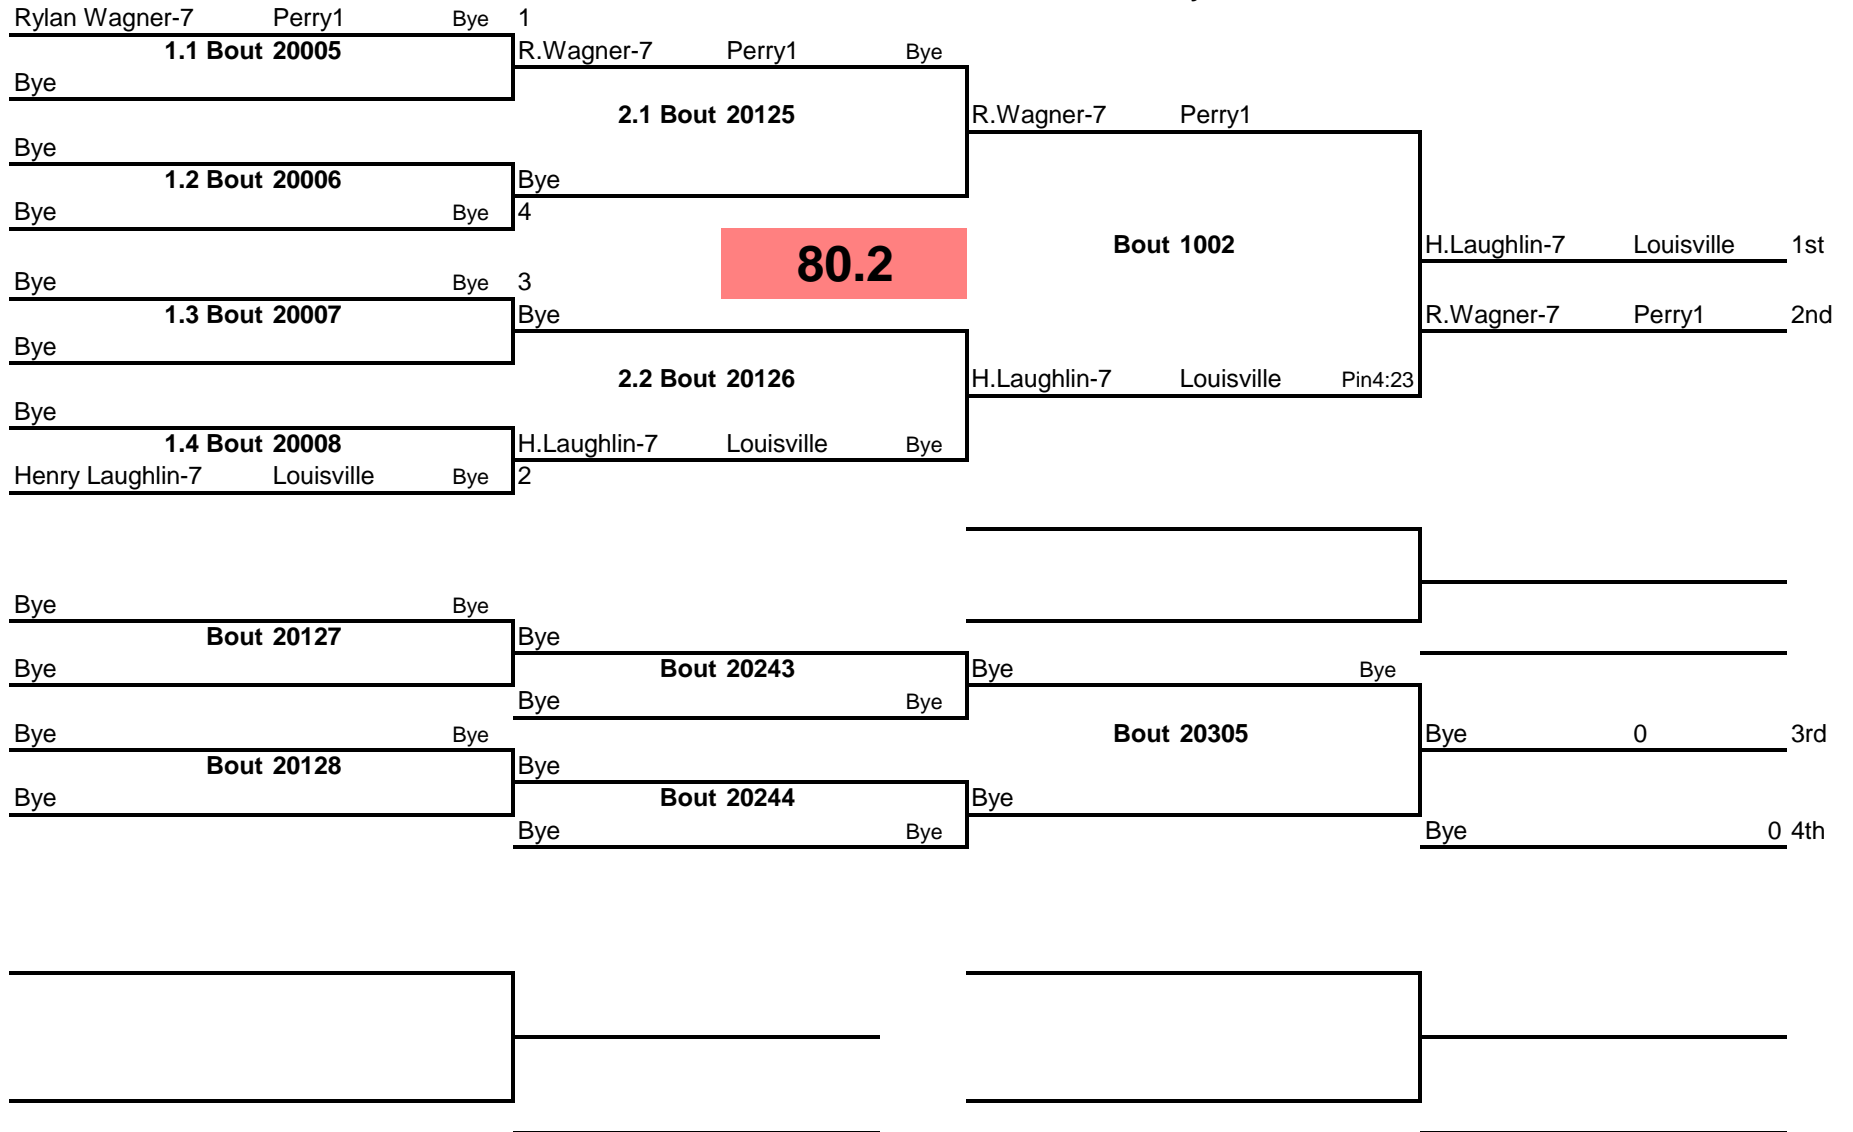 Rylan Wagner-7 Perry1 Bye 1
1.1 Bout 20005 R.Wagner-7 Perry1 Bye
Bye
2.1 Bout 20125 R.Wagner-7 Perry1
Bye
1.2 Bout 20006 Bye
Bye Bye 4
80.2 Bout 1002 H.Laughlin-7 Louisville 1st
Bye Bye 3
1.3 Bout 20007 Bye R.Wagner-7 Perry1 2nd
Bye
2.2 Bout 20126 H.Laughlin-7 Louisville Pin4:23
Bye
1.4 Bout 20008 H.Laughlin-7 Louisville Bye
Henry Laughlin-7 Louisville Bye 2
Bye Bye
Bout 20127 Bye
Bye Bout 20243 Bye Bye
Bye Bye
Bye Bye Bout 20305 Bye 0 3rd
Bout 20128 Bye
Bye Bout 20244 Bye
Bye Bye Bye 0 4th